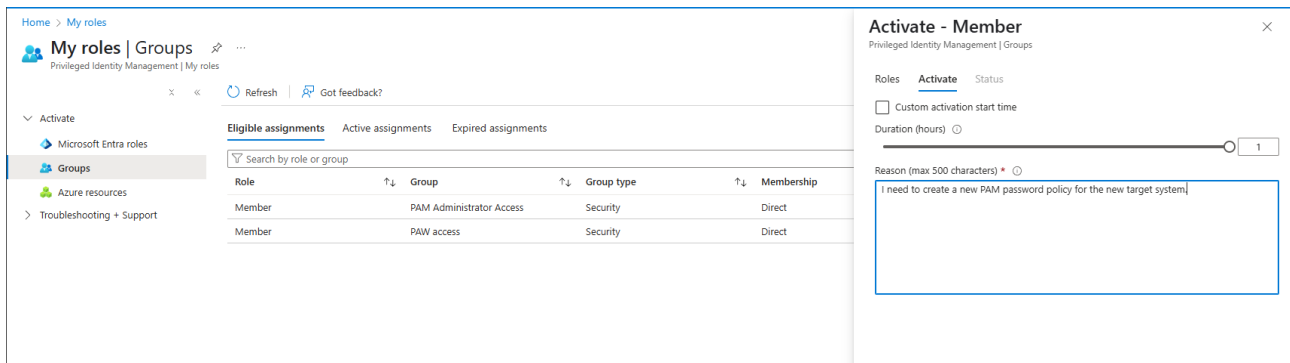 Home > My roles
My roles | Groups
Privileged Identity Management | My roles
Refresh
Got feedback?
Activate
Microsoft Entra roles
Groups
Azure resources
Troubleshooting + Support
Eligible assignments Active assignments Expired assignments
Search by role or group
Role Group Group type Membership
Member PAM Administrator Access Security Direct
Member PAW access Security Direct
Activate - Member
Privileged Identity Management | Groups
Roles Activate Status
Custom activation start time
Duration (hours)
1
Reason (max 500 characters) *
I need to create a new PAM password policy for the new target system.